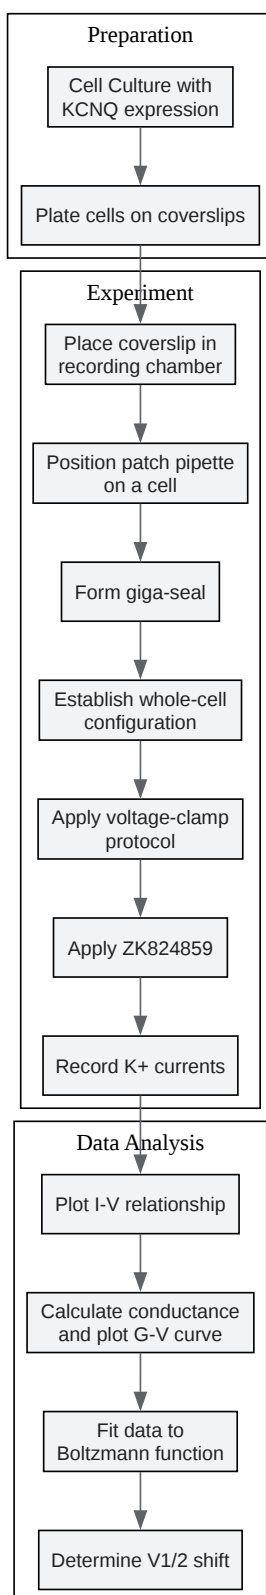 Preparation
Cell Culture with
KCNQ expression
Plate cells on coverslips
Experiment
Place coverslip in
recording chamber
Position patch pipette
on a cell
Form giga-seal
Establish whole-cell
configuration
Apply voltage-clamp
protocol
Apply ZK824859
Record K+ currents
Data Analysis
Plot I-V relationship
Calculate conductance
and plot G-V curve
Fit data to
Boltzmann function
Determine V1/2 shift